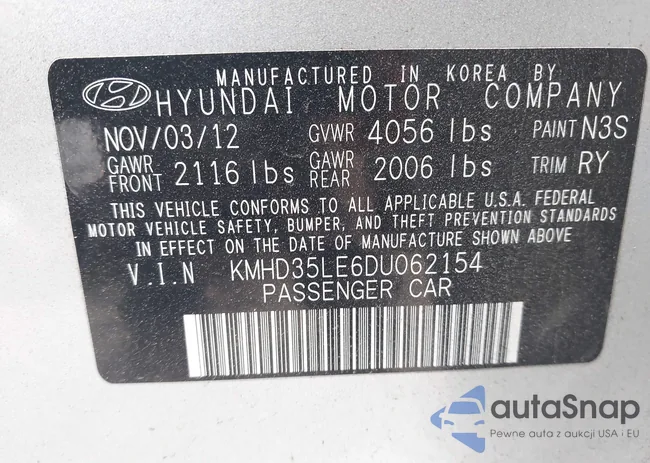 MANUFACTURED IN KOREA BY
HYUNDAI MOTOR COMPANY
NOV/03/12 GVWR 4056 lbs PAINT N3S
GAWR FRONT 2116 lbs GAWR REAR 2006 lbs TRIM RY
THIS VEHICLE CONFORMS TO ALL APPLICABLE U.S.A. FEDERAL
MOTOR VEHICLE SAFETY, BUMPER, AND THEFT PREVENTION STANDARDS
IN EFFECT ON THE DATE OF MANUFACTURE SHOWN ABOVE
V.I.N KMHD35LE6DU062154
PASSENGER CAR
autaSnap
Pewne auta z aukcji USA i EU